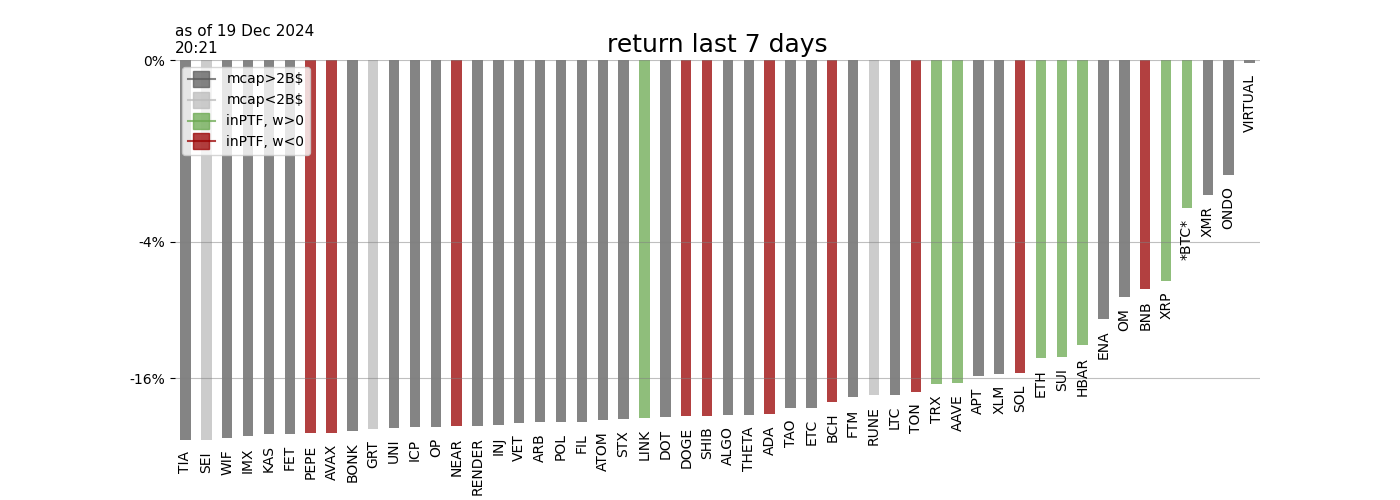 as of 19 Dec 2024
20:21
return last 7 days
0%
-4%
-16%
mcap>2B$
mcap<2B$
inPTF, w>0
inPTF, w<0
TIA
SEI
WIF
IMX
KAS
FET
PEPE
AVAX
BONK
GRT
UNI
ICP
OP
NEAR
RENDER
INJ
VET
ARB
POL
FIL
ATOM
STX
LINK
DOT
DOGE
SHIB
ALGO
THETA
ADA
TAO
ETC
BCH
FTM
RUNE
LTC
TON
TRX
AAVE
APT
XLM
SOL
ETH
SUI
HBAR
ENA
OM
BNB
XRP
*BTC*
XMR
ONDO
VIRTUAL